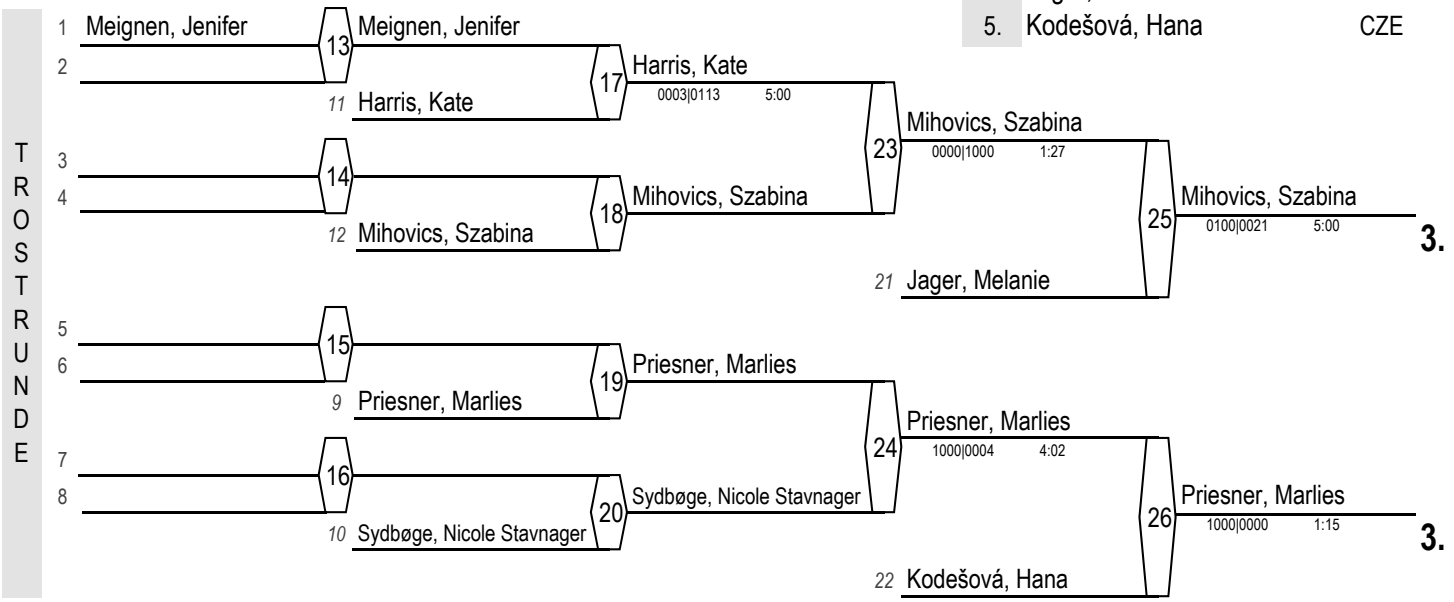 5. Kodešová, Hana CZE
TROSTRUNDE
1 Meignen, Jenifer
2
13 Meignen, Jenifer
11 Harris, Kate
17 Harris, Kate
0003|0113 5:00
3
4
14
12 Mihovics, Szabina
18 Mihovics, Szabina
23 Mihovics, Szabina
0000|1000 1:27
21 Jager, Melanie
25 Mihovics, Szabina
0100|0021 5:00
3.
5
6
15
9 Priesner, Marlies
19 Priesner, Marlies
7
8
16
10 Sydbøge, Nicole Stavnager
20 Sydbøge, Nicole Stavnager
24 Priesner, Marlies
1000|0004 4:02
22 Kodešová, Hana
26 Priesner, Marlies
1000|0000 1:15
3.